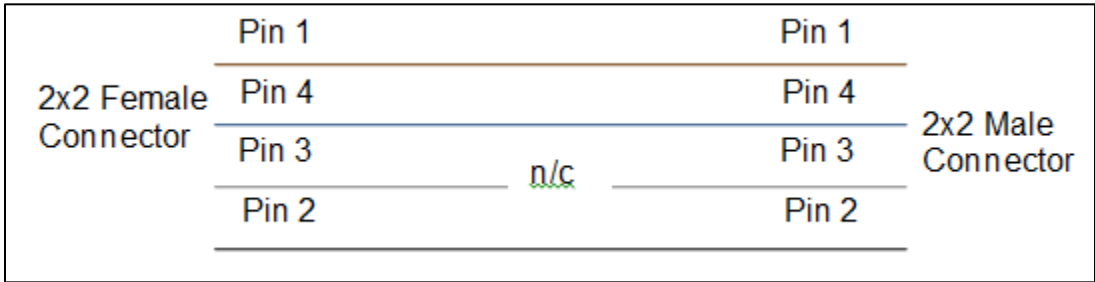 Pin 1
Pin 1
2x2 Female
Connector
Pin 4
Pin 4
2x2 Male
Connector
Pin 3
Pin 3
n/c
Pin 2
Pin 2